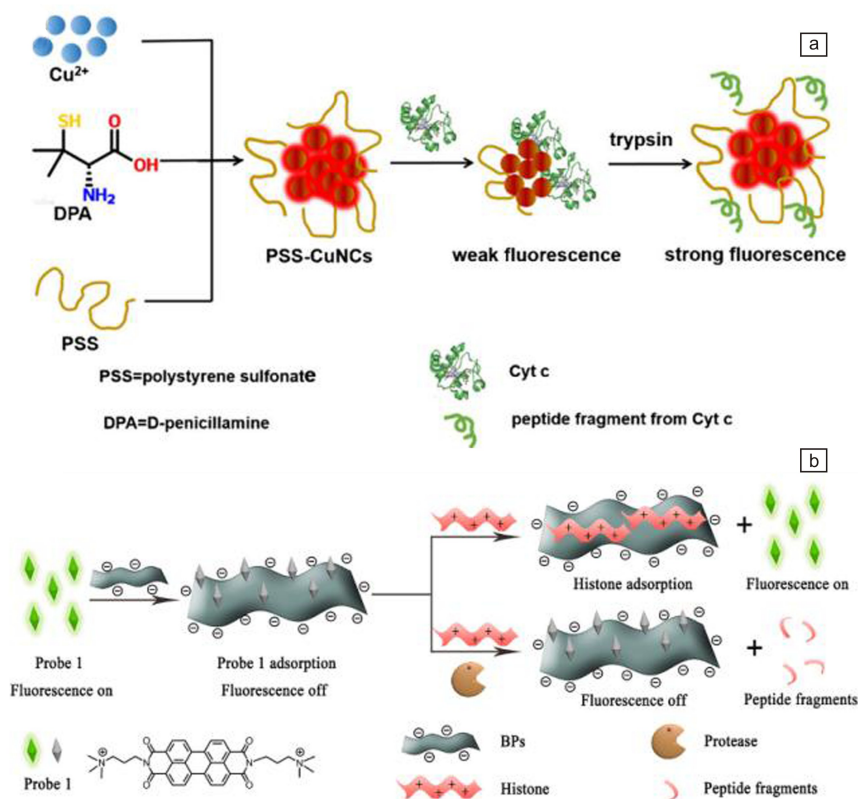 a
Cu2+
SH
O
OH
NH2
DPA
PSS
PSS-CuNCs
weak fluorescence
trypsin
strong fluorescence
PSS=polystyrene sulfonate
Cyt c
DPA=D-penicillamine
peptide fragment from Cyt c
b
Histone adsorption
Fluorescence on
Probe 1
Fluorescence on
Probe 1 adsorption
Fluorescence off
Fluorescence off
Peptide fragments
Probe 1
N
O
O
N
O
O
N
N
BPs
Protease
Histone
Peptide fragments